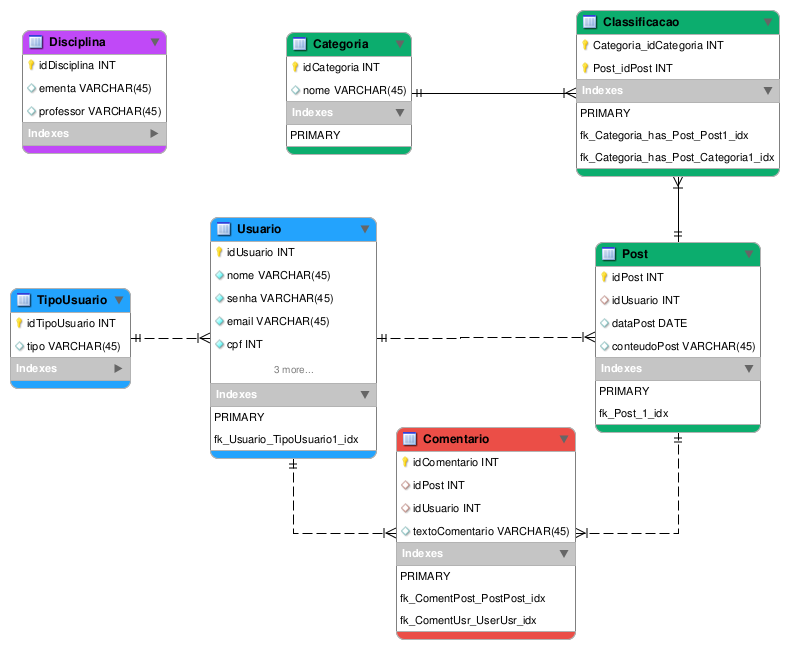 Disciplina
idDisciplina INT
ementa VARCHAR(45)
professor VARCHAR(45)
Indexes
Categoria
idCategoria INT
nome VARCHAR(45)
Indexes
PRIMARY
Classificacao
Categoria_idCategoria INT
Post_idPost INT
Indexes
PRIMARY
fk_Categoria_has_Post_Post1_idx
fk_Categoria_has_Post_Categoria1_idx
TipoUsuario
idTipoUsuario INT
tipo VARCHAR(45)
Indexes
Usuario
idUsuario INT
nome VARCHAR(45)
senha VARCHAR(45)
email VARCHAR(45)
cpf INT
3 more...
Indexes
PRIMARY
fk_Usuario_TipoUsuario1_idx
Post
idPost INT
idUsuario INT
dataPost DATE
conteudoPost VARCHAR(45)
Indexes
PRIMARY
fk_Post_1_idx
Comentario
idComentario INT
idPost INT
idUsuario INT
textoComentario VARCHAR(45)
Indexes
PRIMARY
fk_ComentPost_PostPost_idx
fk_ComentUsr_UserUsr_idx